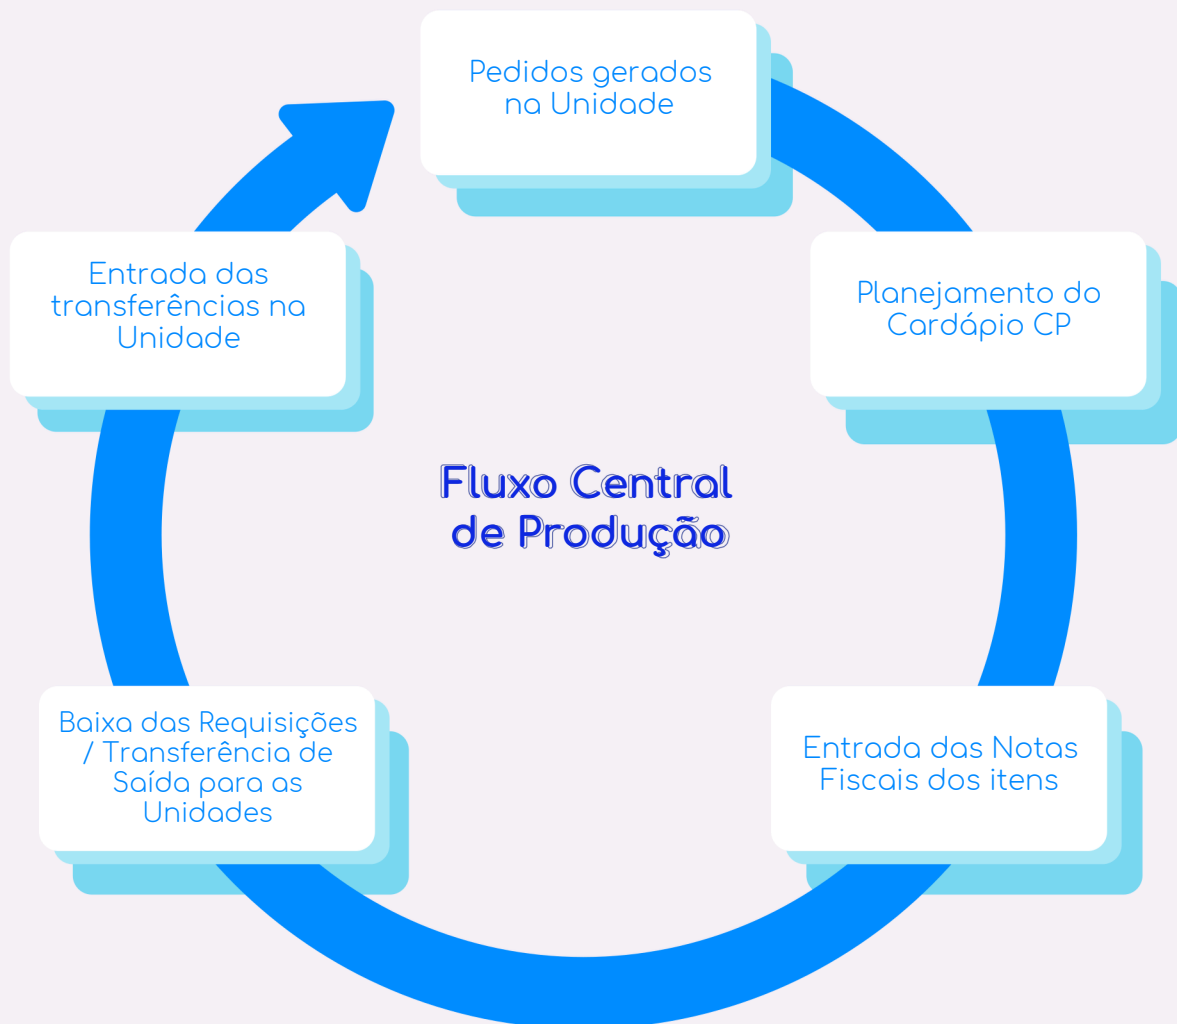 Pedidos gerados
na Unidade
Planejamento do
Cardápio CP
Entrada das Notas
Fiscais dos itens
Baixa das Requisições
/ Transferência de
Saída para as
Unidades
Entrada das
transferências na
Unidade
Fluxo Central
de Produção